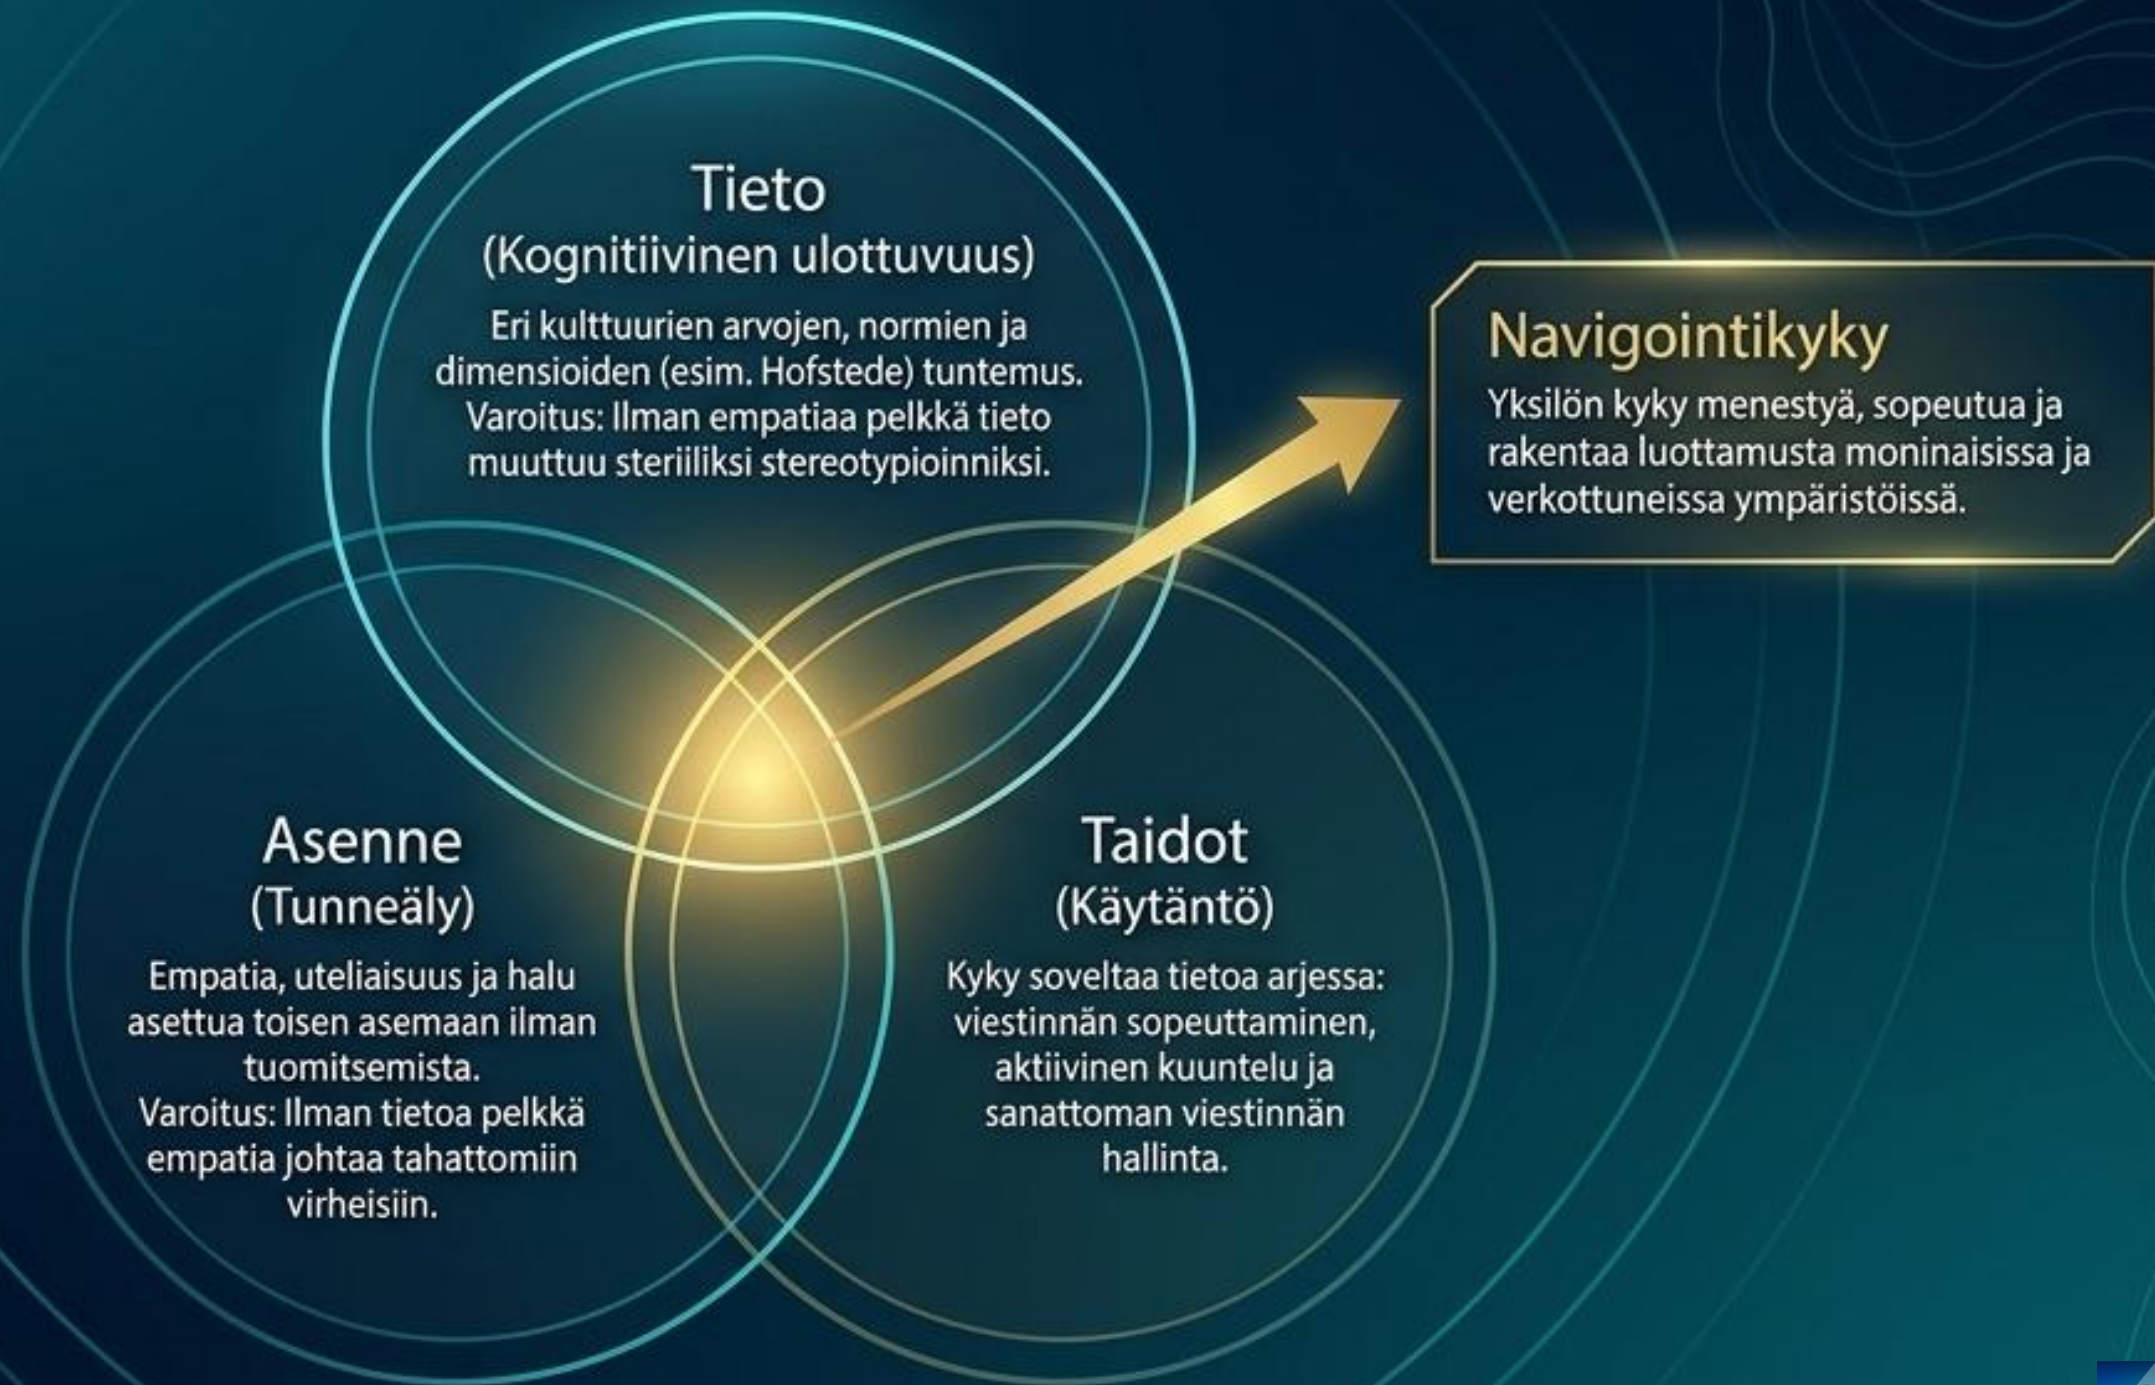 Tieto
(Kognitiivinen ulottuvuus)
Eri kulttuurien arvojen, normien ja
dimensioiden (esim. Hofstede) tuntemus.
Varoitus: Ilman empatiaa pelkkä tieto
muuttuu steriiliksi stereotypioinniksi.
Navigointikyky
Yksilön kyky menestyä, sopeutua ja
rakentaa luottamusta moninaisissa ja
verkottuneissa ympäristöissä.
Asenne
(Tunneäly)
Empatia, uteliaisuus ja halu
asettua toisen asemaan ilman
tuomitsemista.
Varoitus: Ilman tietoa pelkkä
empatia johtaa tahattomiin
virheisiin.
Taidot
(Käytäntö)
Kyky soveltaa tietoa arjessa:
viestinnän sopeuttaminen,
aktiivinen kuuntelu ja
sanattoman viestinnän
hallinta.